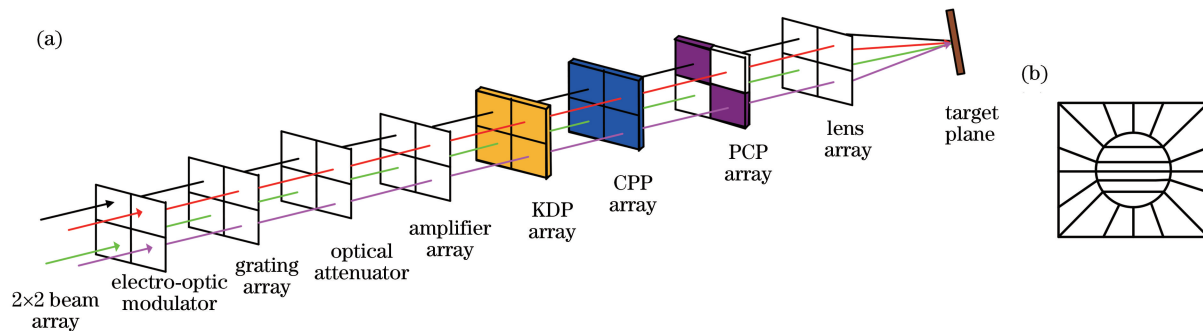 (a)
2×2 beam
array
electro-optic
modulator
grating
array
optical
attenuator
amplifier
array
KDP
array
CPP
array
PCP
array
lens
array
target
plane
(b)